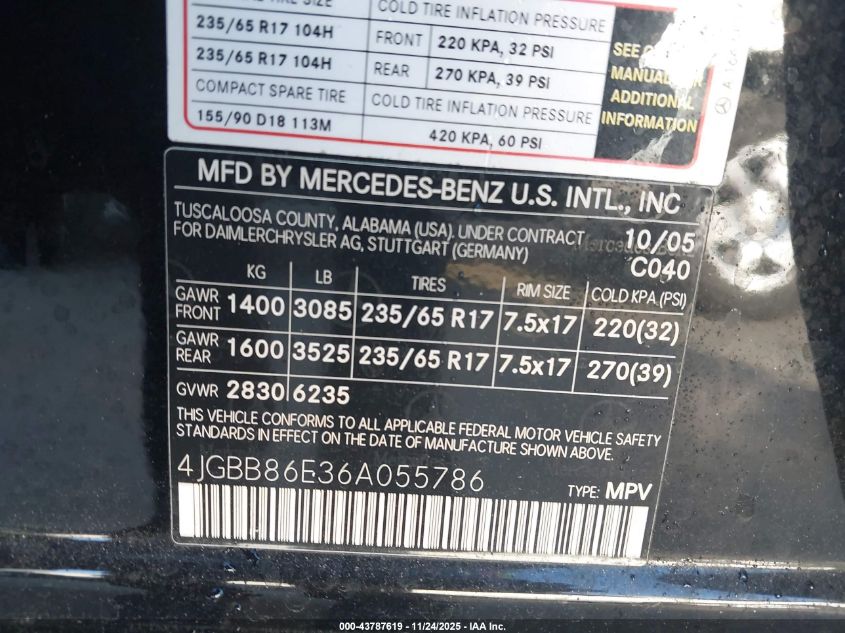 TIRE SIZE
COLD TIRE INFLATION PRESSURE
235/65 R17 104H FRONT 220 KPA, 32 PSI
235/65 R17 104H REAR 270 KPA, 39 PSI
COMPACT SPARE TIRE COLD TIRE INFLATION PRESSURE
155/90 D18 113M 420 KPA, 60 PSI
SEE
MANUAL
ADDITIONAL
INFORMATION
MFD BY MERCEDES-BENZ U.S. INTL., INC
TUSCALOOSA COUNTY, ALABAMA (USA). UNDER CONTRACT 10/05
FOR DAIMLERCHRYSLER AG, STUTTGART (GERMANY) C040
KG LB TIRES RIM SIZE COLD KPA (PSI)
GAWR
FRONT 1400 3085 235/65 R17 7.5x17 220(32)
GAWR
REAR 1600 3525 235/65 R17 7.5x17 270(39)
GVWR 2830 6235
THIS VEHICLE CONFORMS TO ALL APPLICABLE FEDERAL MOTOR VEHICLE SAFETY
STANDARDS IN EFFECT ON THE DATE OF MANUFACTURE SHOWN ABOVE.
4JGBB86E36A055786
TYPE: MPV
000-43787619 - 11/24/2025 - IAA Inc.